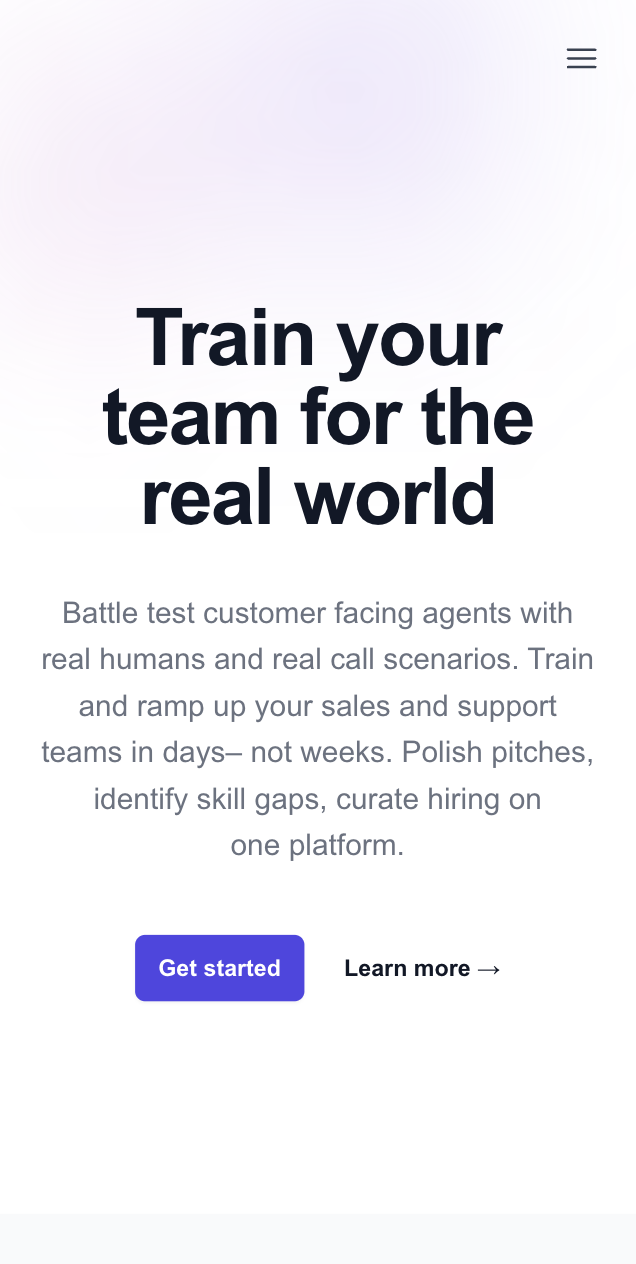 Train your
team for the
real world
Battle test customer facing agents with
real humans and real call scenarios. Train
and ramp up your sales and support
teams in days– not weeks. Polish pitches,
identify skill gaps, curate hiring on
one platform.
Get started
Learn more →